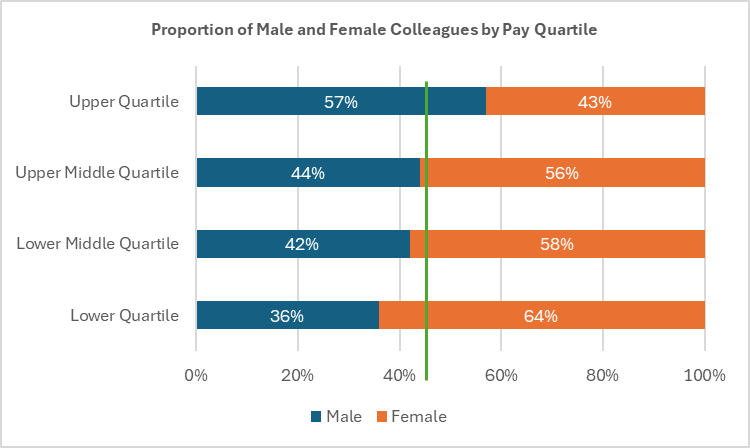 Proportion of Male and Female Colleagues by Pay Quartile
Upper Quartile 57% 43%
Upper Middle Quartile 44% 56%
Lower Middle Quartile 42% 58%
Lower Quartile 36% 64%
0% 20% 40% 60% 80% 100%
Male Female